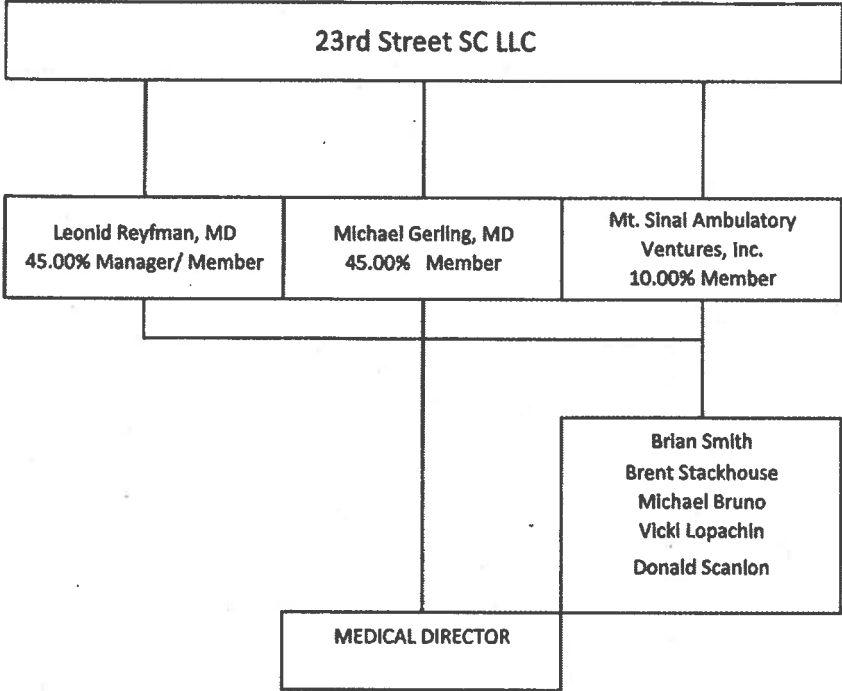 23rd Street SC LLC
Leonid Reyfman, MD
45.00% Manager/ Member
Michael Gerling, MD
45.00% Member
Mt. Sinai Ambulatory
Ventures, Inc.
10.00% Member
Brian Smith
Brent Stackhouse
Michael Bruno
Vicki Lopachin
Donald Scanlon
MEDICAL DIRECTOR